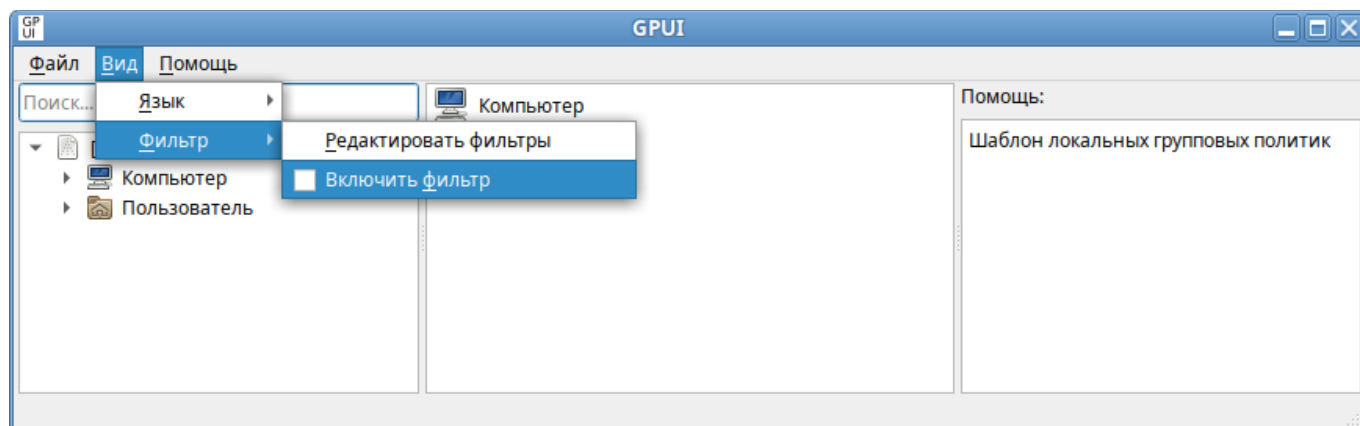 GP
UI
GPUI
Файл Вид Помощь
Поиск...
Язык
Фильтр
Редактировать фильтры
Включить фильтр
Компьютер
Пользователь
Компьютер
Помощь:
Шаблон локальных групповых политик